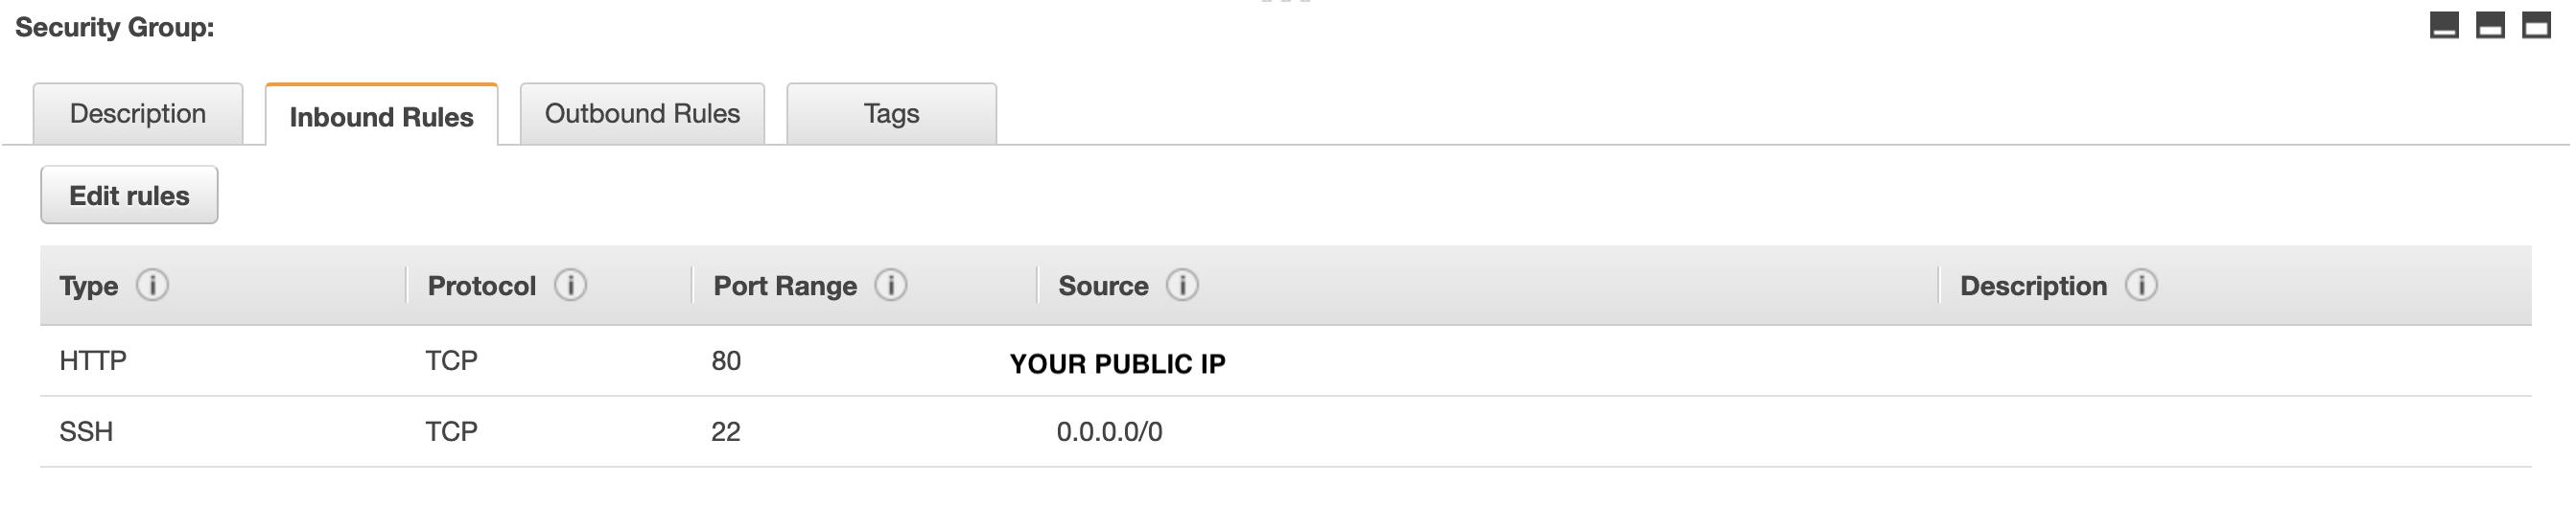 Security Group:
Description Inbound Rules Outbound Rules Tags
Edit rules
Type Protocol Port Range Source Description
HTTP TCP 80 YOUR PUBLIC IP
SSH TCP 22 0.0.0.0/0